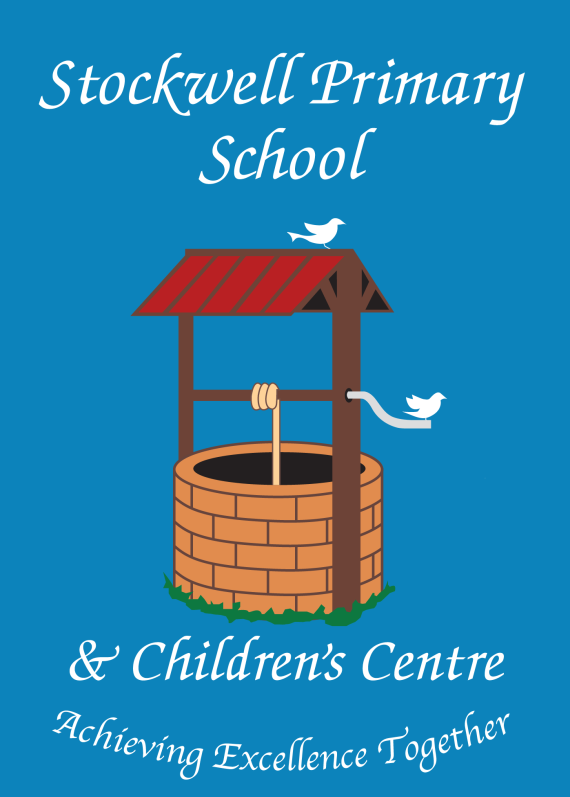 Stockwell Primary
School
& Children's Centre
Achieving Excellence Together